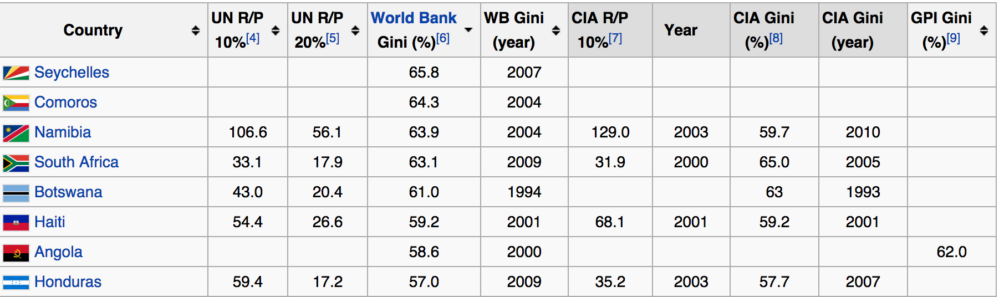 Country UN R/P 10%[4] UN R/P 20%[5] World Bank Gini (%)[6] WB Gini (year) CIA R/P 10%[7] Year CIA Gini (%)[8] CIA Gini (year) GPI Gini (%)[9]
Seychelles 65.8 2007
Comoros 64.3 2004
Namibia 106.6 56.1 63.9 2004 129.0 2003 59.7 2010
South Africa 33.1 17.9 63.1 2009 31.9 2000 65.0 2005
Botswana 43.0 20.4 61.0 1994 63 1993
Haiti 54.4 26.6 59.2 2001 68.1 2001 59.2 2001
Angola 58.6 2000 62.0
Honduras 59.4 17.2 57.0 2009 35.2 2003 57.7 2007